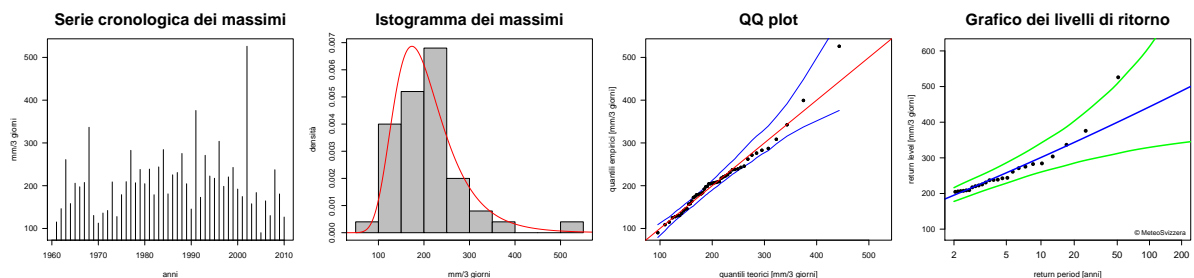 Serie cronologica dei massimi
mm/3 giorni
500
400
300
200
100
1960 1970 1980 1990 2000 2010
anni
Istogramma dei massimi
densità
0.007
0.006
0.005
0.004
0.003
0.002
0.001
0.000
100 200 300 400 500
mm/3 giorni
QQ plot
quantili empirici [mm/3 giorni]
500
400
300
200
100
100 200 300 400 500
quantili teorici [mm/3 giorni]
Grafico dei livelli di ritorno
return level [mm/3 giorni]
600
500
400
300
200
100
2 5 10 20 50 100 200
return period [anni]
© MeteoSvizzera